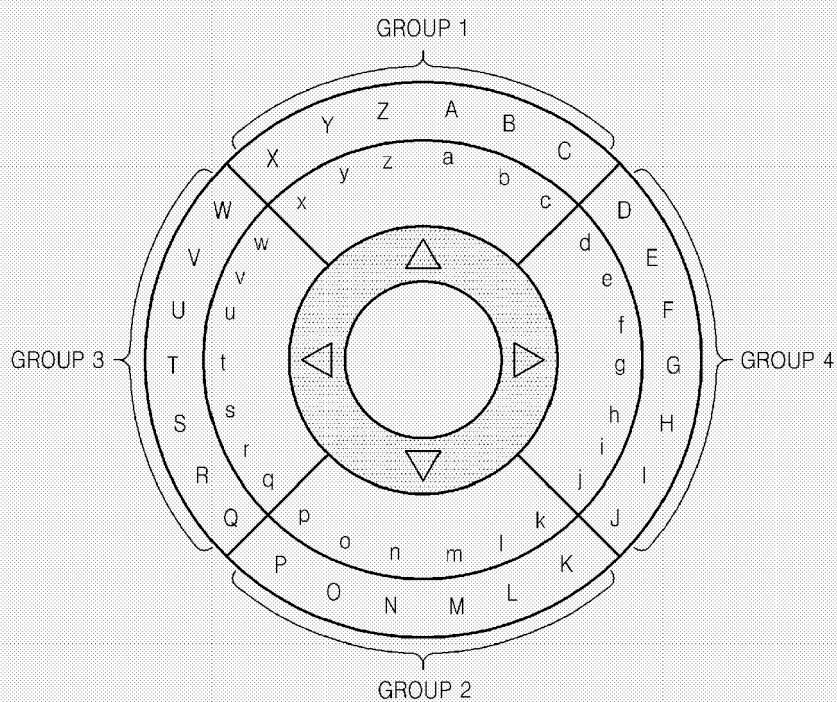 GROUP 1
X Y Z A B C
x y z a b c
GROUP 3
W V U T S R Q
w v u t s r q
d e f g h i j
D E F G H I J
GROUP 4
p o n m l k
P O N M L K
GROUP 2